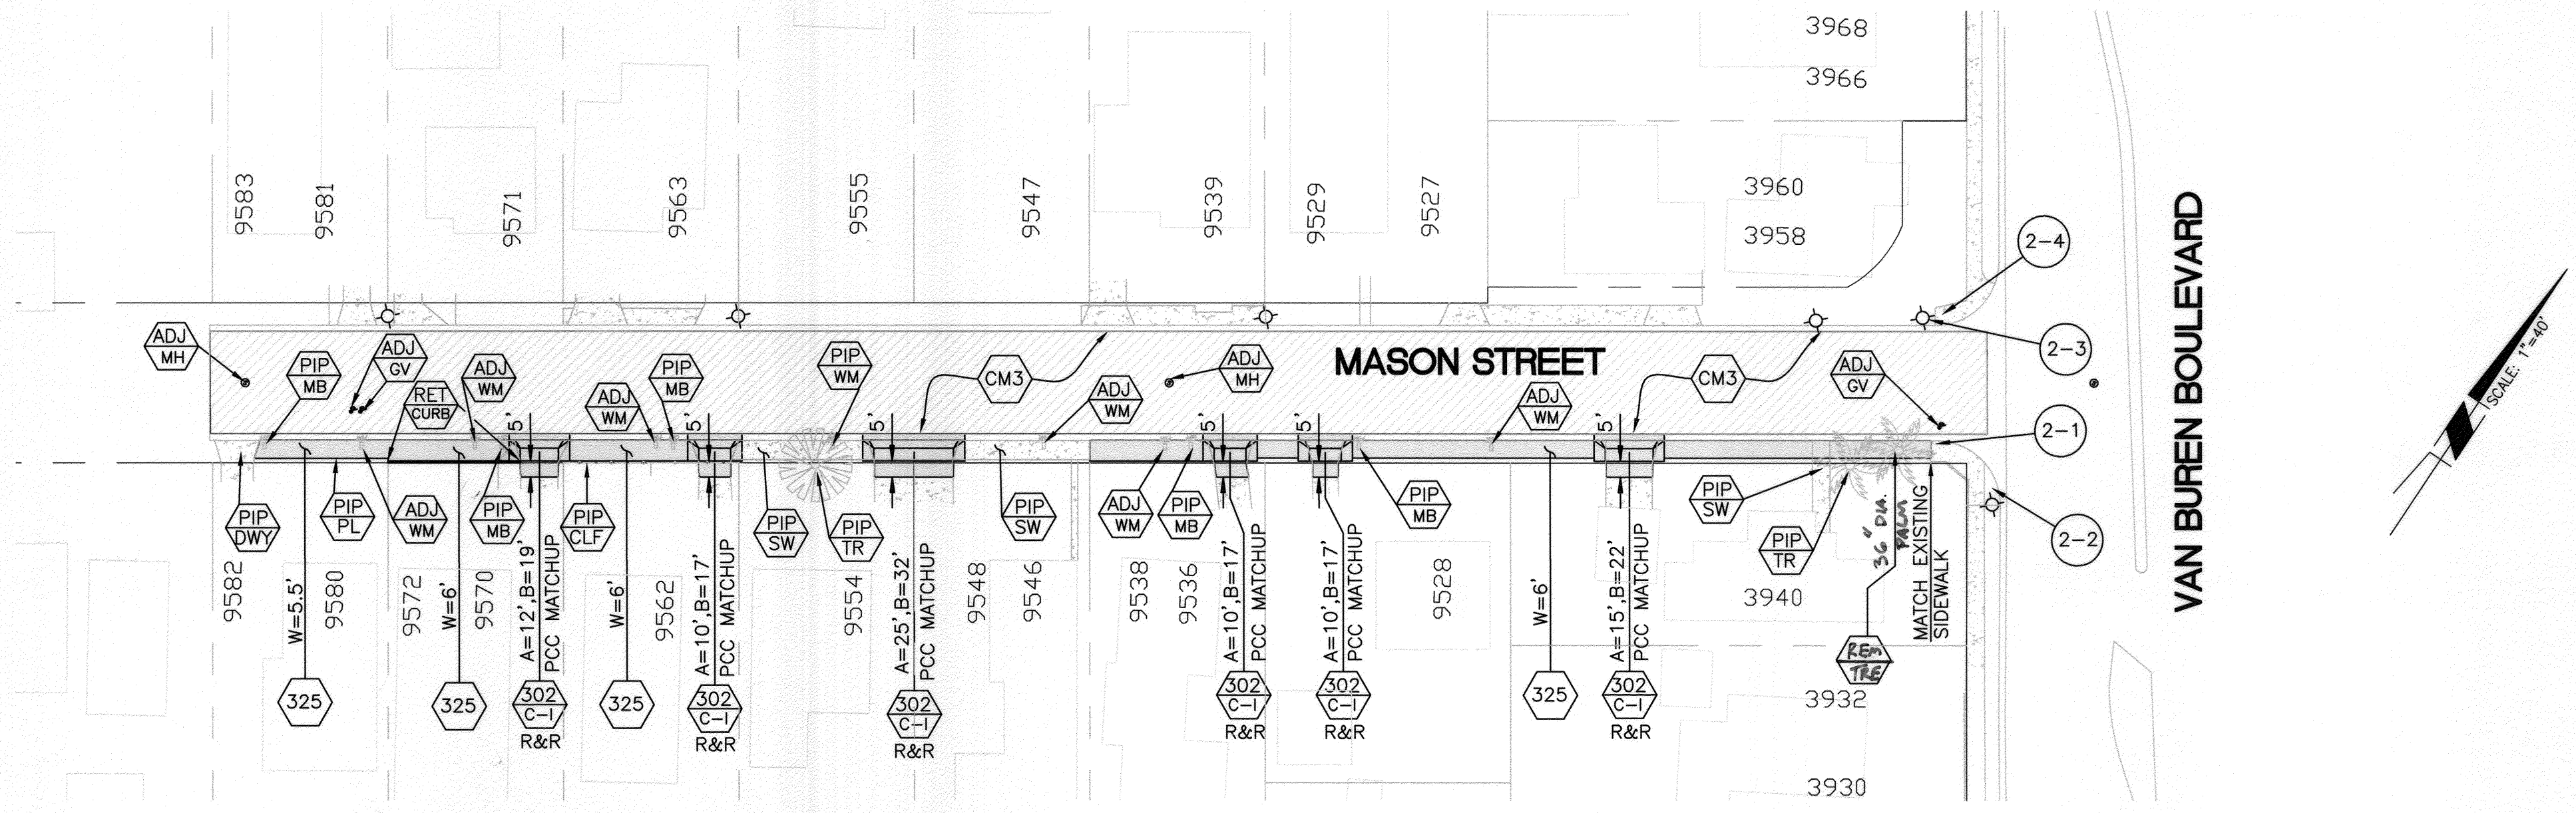 3968
3966
9583
9581
9571
9563
9555
9547
9539
9529
9527
3960
3958
2-4
2-3
2-1
2-2
VAN BUREN BOULEVARD
SCALE: 1"=40'
MASON STREET
ADJ
MH
PIP
MB
ADJ
GV
RET
CURB
ADJ
WM
ADJ
WM
PIP
MB
PIP
WM
CM3
ADJ
WM
ADJ
MH
ADJ
WM
CM3
ADJ
GV
5'
5'
5'
5'
5'
5'
PIP
DWY
PIP
PL
ADJ
WM
PIP
MB
PIP
CLF
PIP
SW
PIP
TR
PIP
SW
ADJ
WM
PIP
MB
PIP
MB
PIP
SW
PIP
TR
36" DIA.
PALM
MATCH EXISTING
SIDEWALK
9582
W=5.5'
9580
9572
W=6'
9570
A=12',B=19'
PCC MATCHUP
W=6'
9562
A=10',B=17'
PCC MATCHUP
9554
A=25',B=32'
PCC MATCHUP
9548
9546
9538
9536
A=10',B=17'
PCC MATCHUP
A=10',B=17'
PCC MATCHUP
9528
W=6'
A=15',B=22'
PCC MATCHUP
3940
REM
TRE
3932
3930
325
325
302
C-I
R&R
325
302
C-I
R&R
302
C-I
R&R
302
C-I
R&R
302
C-I
R&R
325
302
C-I
R&R